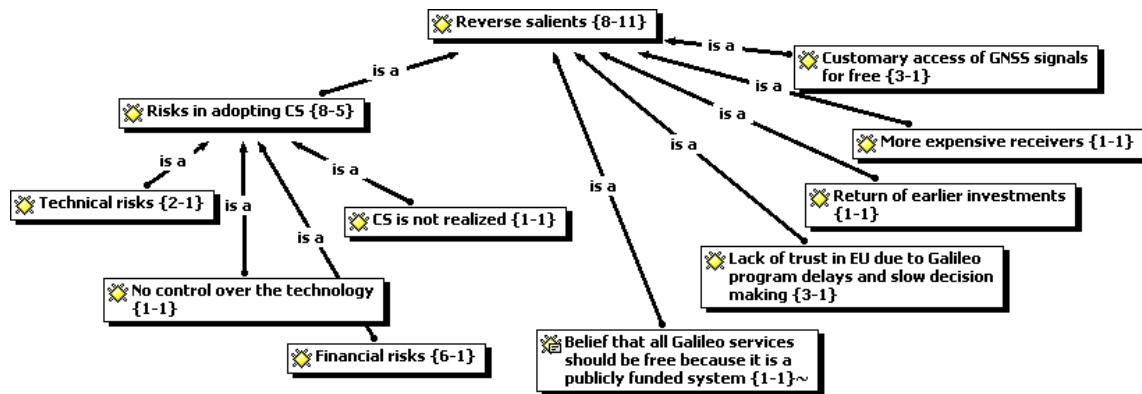 Reverse salients {8-11}
is a
Customary access of GNSS signals
for free {3-1}
is a
is a
Risks in adopting CS {8-5}
is a
More expensive receivers {1-1}
is a
is a
is a
Technical risks {2-1}
is a
is a
Return of earlier investments
{1-1}
CS is not realized {1-1}
is a
is a
Lack of trust in EU due to Galileo
program delays and slow decision
making {3-1}
No control over the technology
{1-1}
Financial risks {6-1}
Belief that all Galileo services
should be free because it is a
publicly funded system {1-1}~